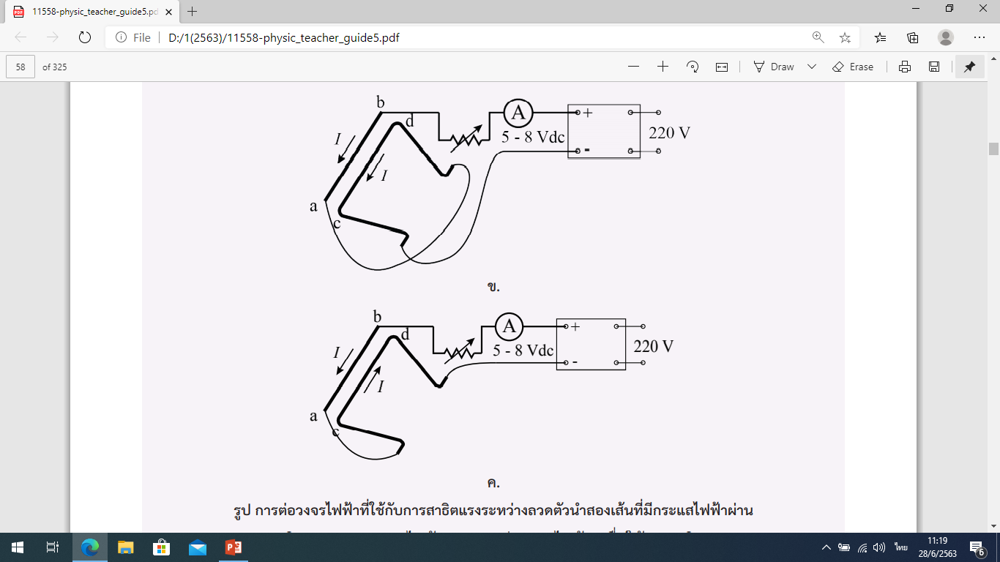 11558-physic_teacher_guide5.pd
File D:/1(2563)/11558-physic_teacher_guide5.pdf
58 of 325 Draw Erase
b
d
A
+
5 - 8 Vdc
220 V
-
I
I
a
c
ข.
b
d
A
+
5 - 8 Vdc
220 V
-
I
I
a
c
ค.
รูป การต่อวงจรไฟฟ้าที่ใช้กับการสาธิตแรงระหว่างลวดตัวนำสองเส้นที่มีกระแสไฟฟ้าผ่าน
ไทย
11:19
28/6/2563
6